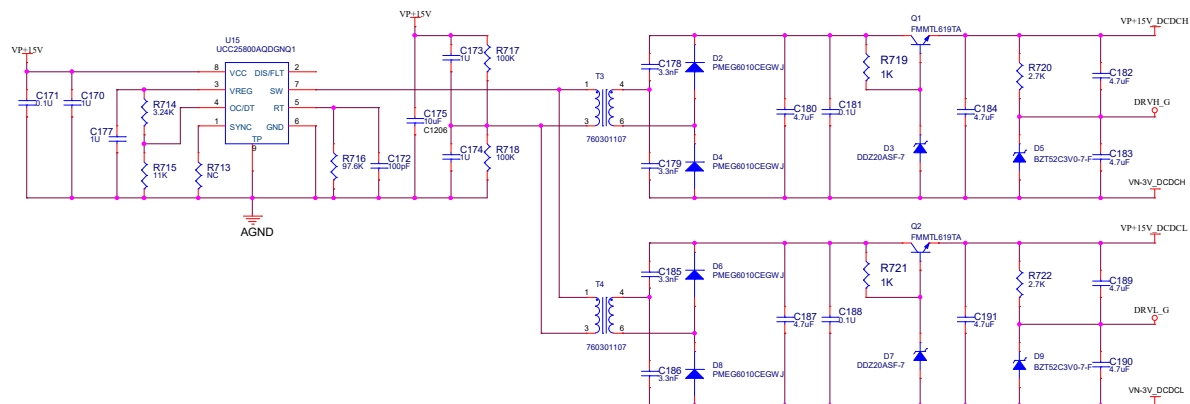 VP+15V
C171
0.1U
C170
1U
C177
1U
R714
3.24K
R715
11K
R713
NC
U15
UCC25800AQDGNQ1
8 VCC DIS/FLT 2
3 VREG SW 7
4 OC/DT RT 5
1 SYNC GND 6
TP
9
AGND
R716
97.6K
C172
100pF
VP+15V
C175
10uF
C1206
C173
1U
C174
1U
R717
100K
R718
100K
T3
1 4
3 6
760301107
C178
3.3nF
C179
3.3nF
D2
PMEG6010CEGWJ
D4
PMEG6010CEGWJ
C180
4.7uF
C181
0.1U
R719
1K
Q1
FMMTL619TA
D3
DDZ20ASF-7
C184
4.7uF
R720
2.7K
D5
BZT52C3V0-7-F
C182
4.7uF
C183
4.7uF
VP+15V_DCDCH
DRVH_G
VN-3V_DCDCH
T4
1 4
3 6
760301107
C185
3.3nF
C186
3.3nF
D6
PMEG6010CEGWJ
D8
PMEG6010CEGWJ
C187
4.7uF
C188
0.1U
R721
1K
Q2
FMMTL619TA
D7
DDZ20ASF-7
C191
4.7uF
R722
2.7K
D9
BZT52C3V0-7-F
C189
4.7uF
C190
4.7uF
VP+15V_DCDCL
DRVL_G
VN-3V_DCDCL